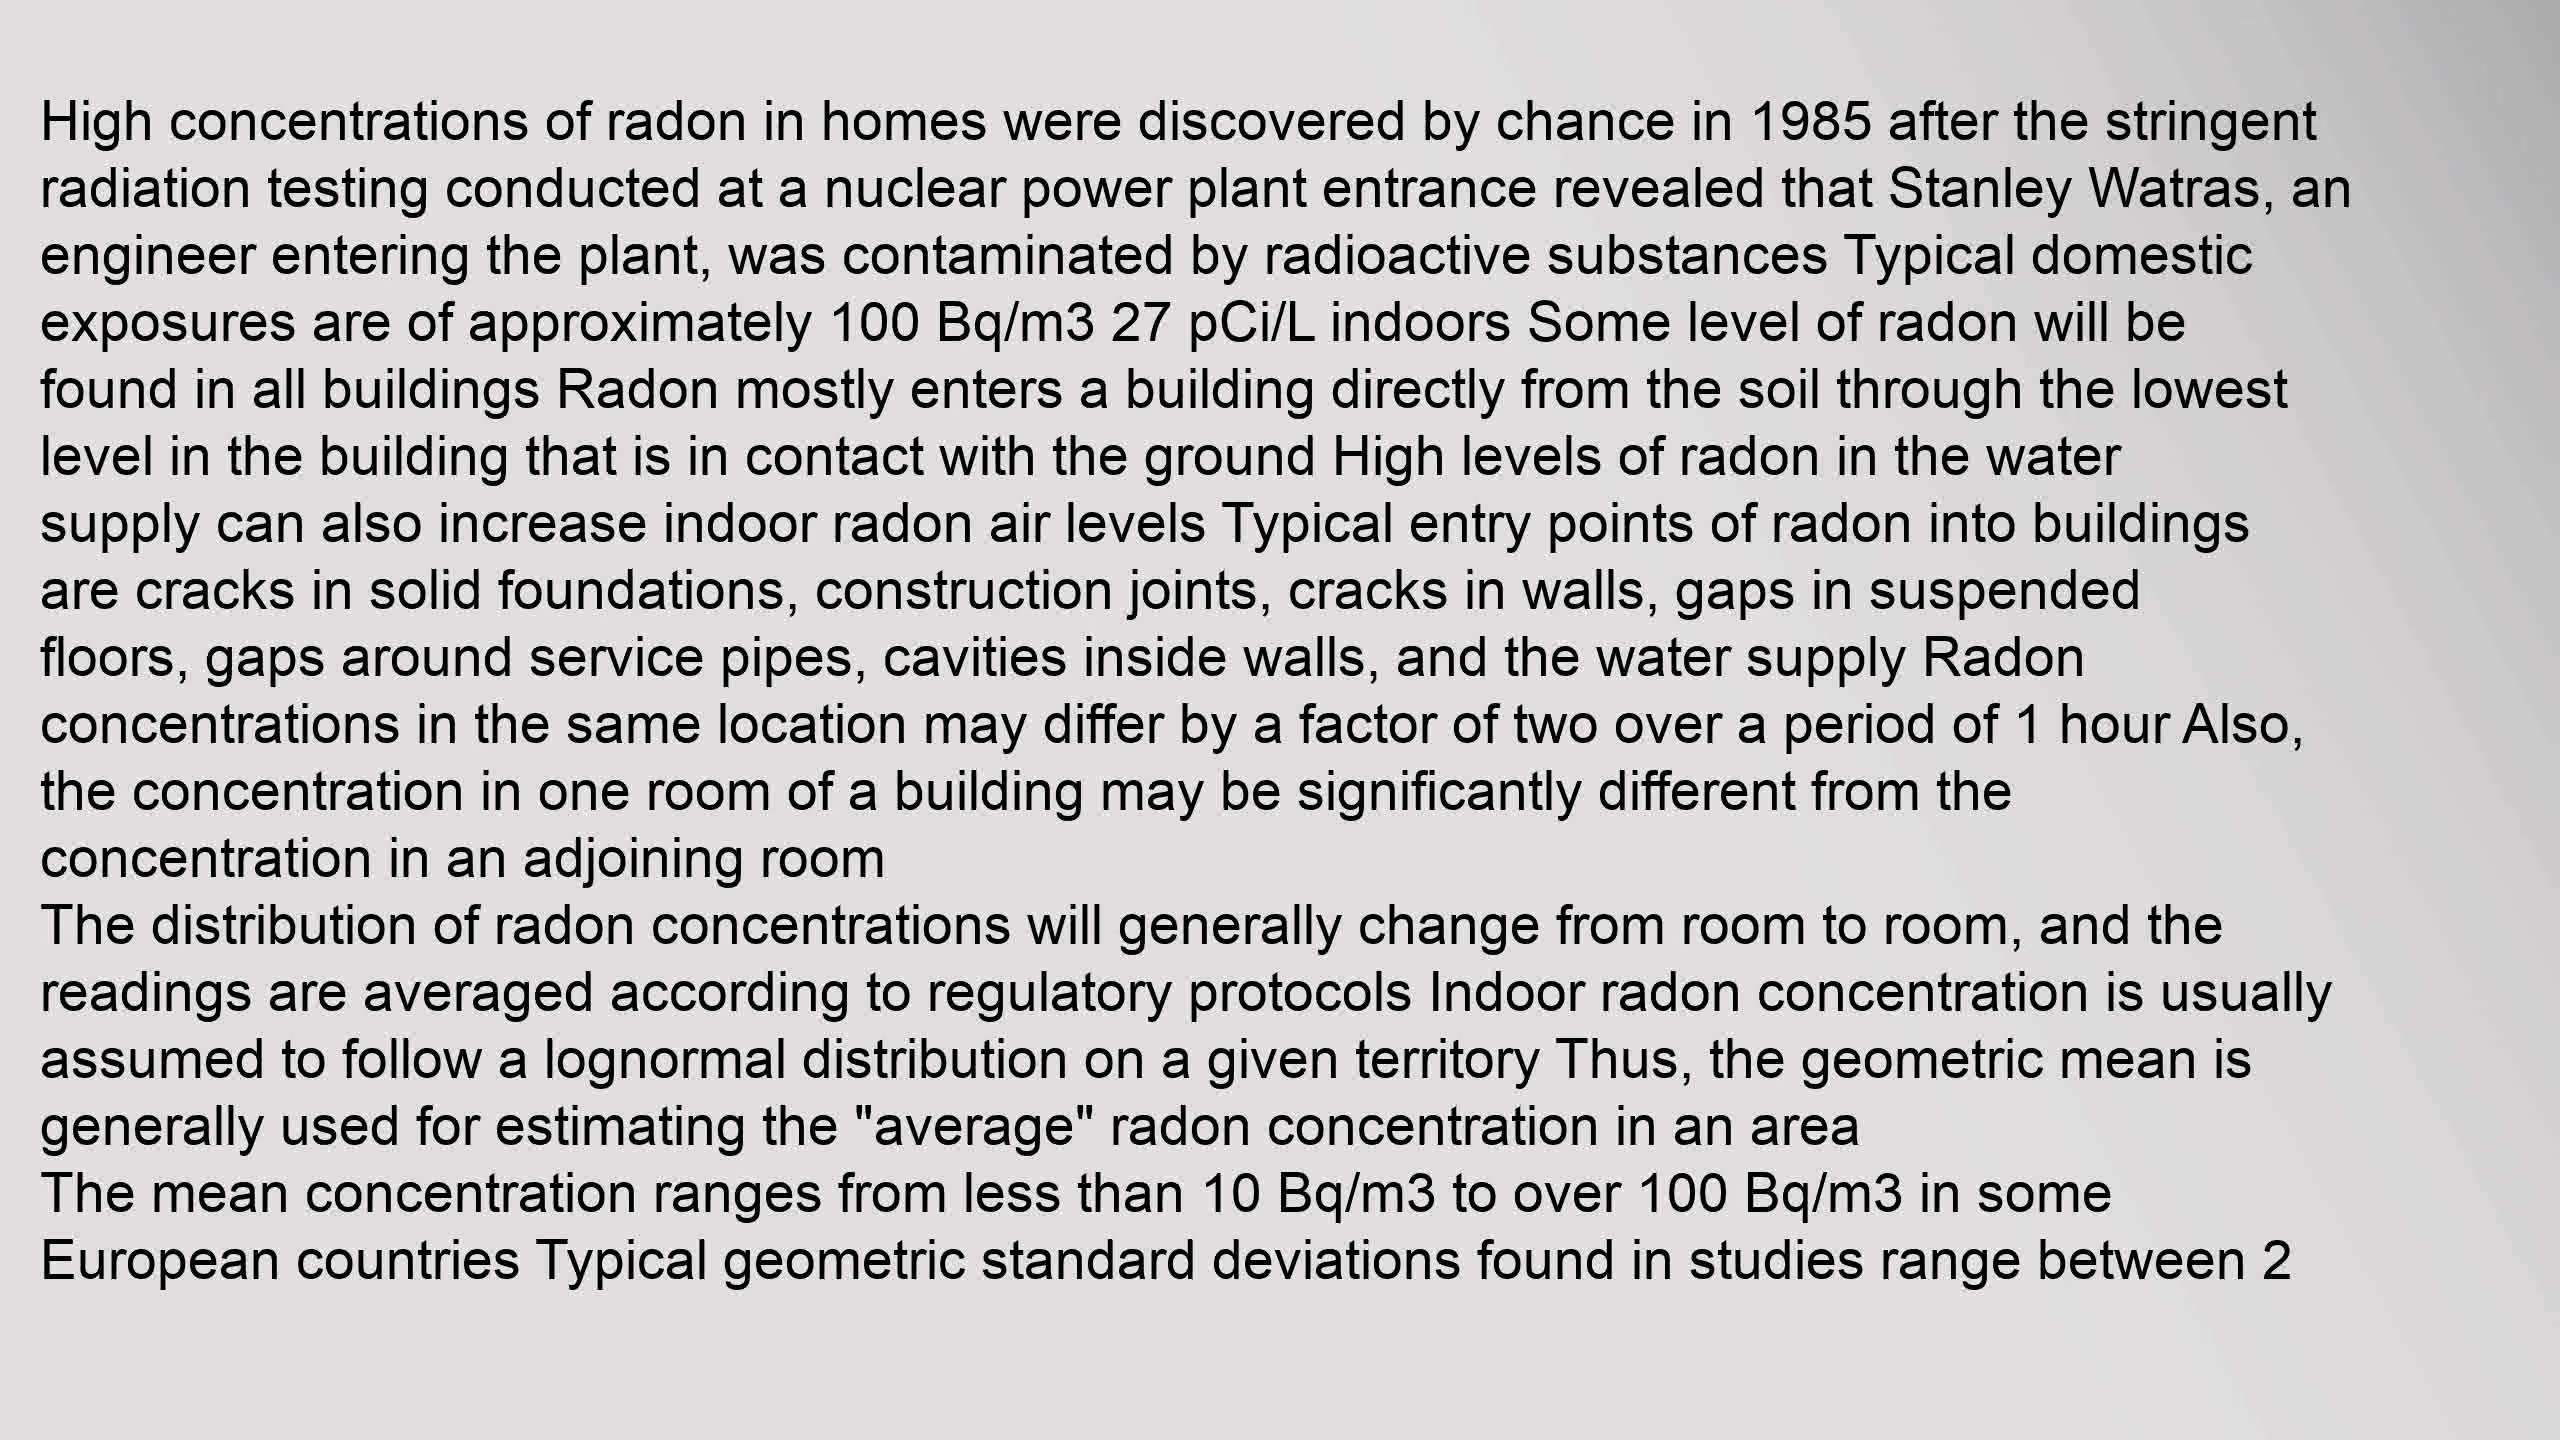 High concentrations of radon in homes were discovered by chance in 1985 after the stringent
radiation testing conducted at a nuclear power plant entrance revealed that Stanley Watras, an
engineer entering the plant, was contaminated by radioactive substances Typical domestic
exposures are of approximately 100 Bq/m3 27 pCi/L indoors Some level of radon will be
found in all buildings Radon mostly enters a building directly from the soil through the lowest
level in the building that is in contact with the ground High levels of radon in the water
supply can also increase indoor radon air levels Typical entry points of radon into buildings
are cracks in solid foundations, construction joints, cracks in walls, gaps in suspended
floors, gaps around service pipes, cavities inside walls, and the water supply Radon
concentrations in the same location may differ by a factor of two over a period of 1 hour Also,
the concentration in one room of a building may be significantly different from the
concentration in an adjoining room
The distribution of radon concentrations will generally change from room to room, and the
readings are averaged according to regulatory protocols Indoor radon concentration is usually
assumed to follow a lognormal distribution on a given territory Thus, the geometric mean is
generally used for estimating the "average" radon concentration in an area
The mean concentration ranges from less than 10 Bq/m3 to over 100 Bq/m3 in some
European countries Typical geometric standard deviations found in studies range between 2